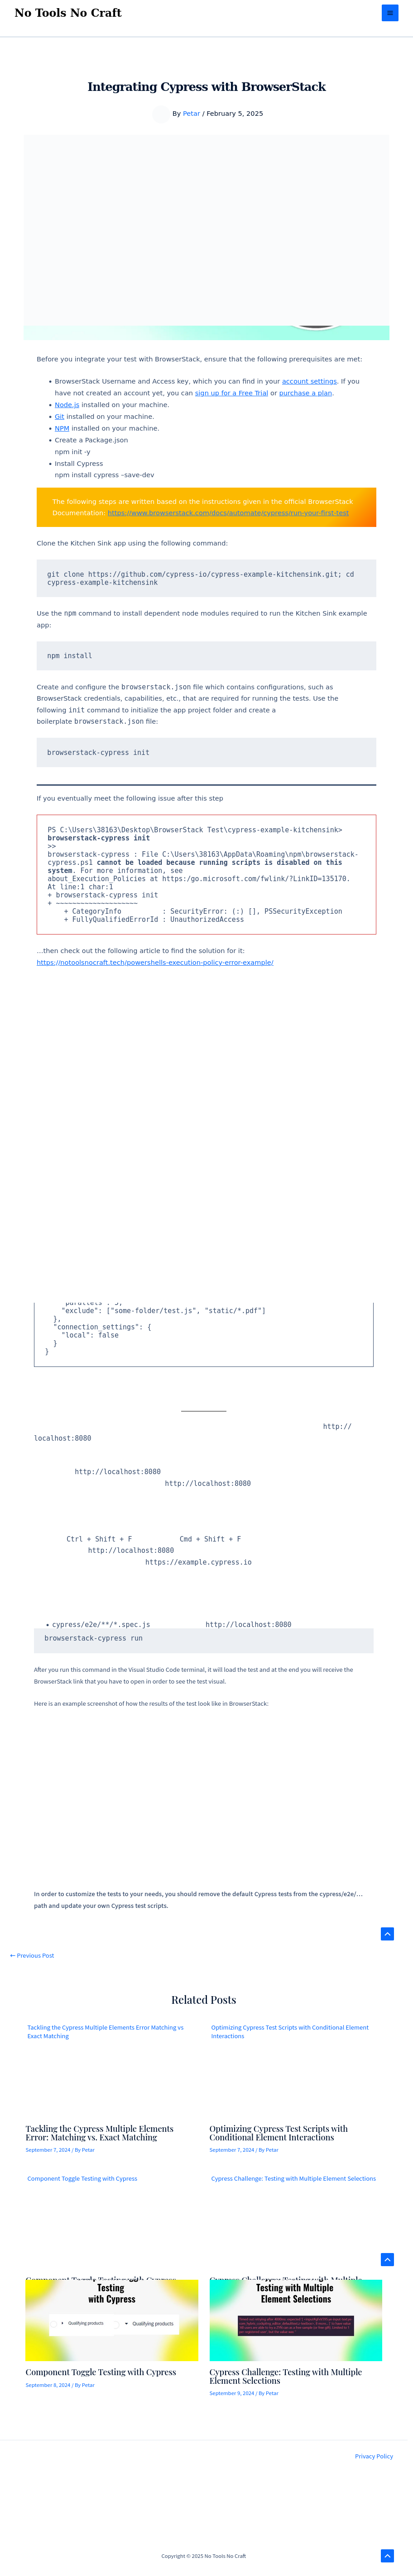 No Tools No Craft
Integrating Cypress with BrowserStack
By Petar / February 5, 2025
Before you integrate your test with BrowserStack, ensure that the following prerequisites are met:
• BrowserStack Username and Access key, which you can find in your account settings. If you
have not created an account yet, you can sign up for a Free Trial or purchase a plan.
• Node.js installed on your machine.
• Git installed on your machine.
• NPM installed on your machine.
• Create a Package.json
npm init -y
• Install Cypress
npm install cypress –save-dev
The following steps are written based on the instructions given in the official BrowserStack
Documentation: https://www.browserstack.com/docs/automate/cypress/run-your-first-test
Clone the Kitchen Sink app using the following command:
git clone https://github.com/cypress-io/cypress-example-kitchensink.git; cd
cypress-example-kitchensink
Use the npm command to install dependent node modules required to run the Kitchen Sink example
app:
npm install
Create and configure the browserstack.json file which contains configurations, such as
BrowserStack credentials, capabilities, etc., that are required for running the tests. Use the
following init command to initialize the app project folder and create a
boilerplate browserstack.json file:
browserstack-cypress init
If you eventually meet the following issue after this step
PS C:\Users\38163\Desktop\BrowserStack Test\cypress-example-kitchensink>
browserstack-cypress init
>>
browserstack-cypress : File C:\Users\38163\AppData\Roaming\npm\browserstack-
cypress.ps1 cannot be loaded because running scripts is disabled on this
system. For more information, see
about_Execution_Policies at https:/go.microsoft.com/fwlink/?LinkID=135170.
At line:1 char:1
+ browserstack-cypress init
+ ~~~~~~~~~~~~~~~~~~~~
+ CategoryInfo : SecurityError: (:) [], PSSecurityException
+ FullyQualifiedErrorId : UnauthorizedAccess
…then check out the following article to find the solution for it:
https://notoolsnocraft.tech/powershells-execution-policy-error-example/
"parallels": 5,
"exclude": ["some-folder/test.js", "static/*.pdf"]
},
"connection_settings": {
"local": false
}
}
http://
localhost:8080
http://localhost:8080
http://localhost:8080
Ctrl + Shift + F Cmd + Shift + F
http://localhost:8080
https://example.cypress.io
• cypress/e2e/**/*.spec.js http://localhost:8080
browserstack-cypress run
After you run this command in the Visual Studio Code terminal, it will load the test and at the end you will receive the
BrowserStack link that you have to open in order to see the test visual.
Here is an example screenshot of how the results of the test look like in BrowserStack:
In order to customize the tests to your needs, you should remove the default Cypress tests from the cypress/e2e/…
path and update your own Cypress test scripts.
← Previous Post
Related Posts
Tackling the Cypress Multiple Elements Error Matching vs
Exact Matching
Optimizing Cypress Test Scripts with Conditional Element
Interactions
Tackling the Cypress Multiple Elements
Error: Matching vs. Exact Matching
September 7, 2024 / By Petar
Optimizing Cypress Test Scripts with
Conditional Element Interactions
September 7, 2024 / By Petar
Component Toggle Testing with Cypress
Cypress Challenge: Testing with Multiple Element Selections
Testing
with Cypress
• Qualifying products
• Qualifying products
Testing with Multiple
Element Selections
Component Toggle Testing with Cypress
September 8, 2024 / By Petar
Cypress Challenge: Testing with Multiple
Element Selections
September 9, 2024 / By Petar
Privacy Policy
Copyright © 2025 No Tools No Craft